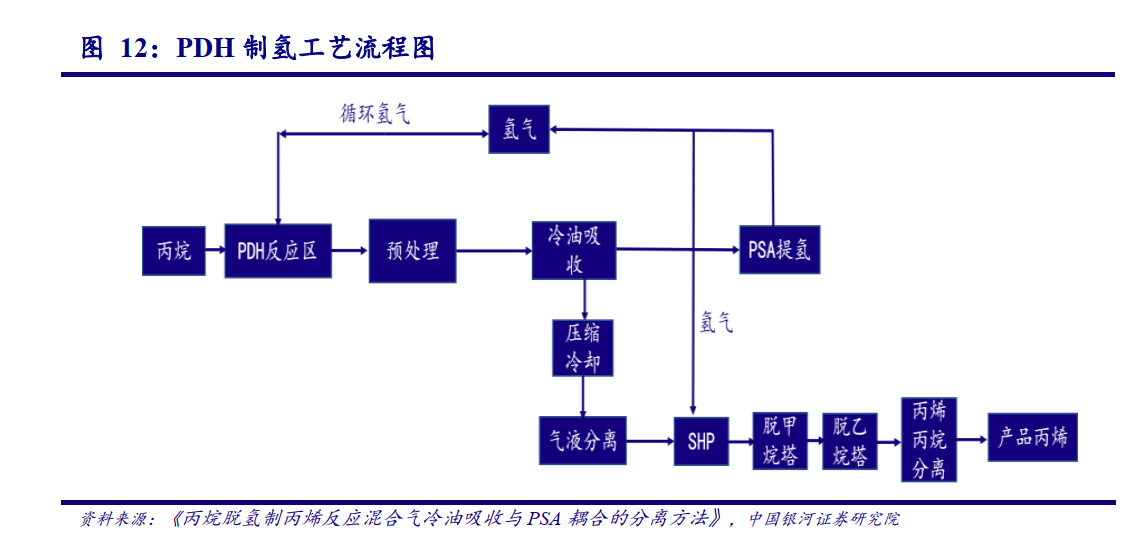 图 12：PDH 制氢工艺流程图
循环氢气
氢气
丙烷
PDH反应区
预处理
冷油吸
收
PSA提氢
压缩
冷却
氢气
气液分离
SHP
脱甲
烷塔
脱乙
烷塔
丙烯
丙烷
分离
产品丙烯
资料来源：《丙烷脱氢制丙烯反应混合气冷油吸收与 PSA 耦合的分离方法》，中国银河证券研究院